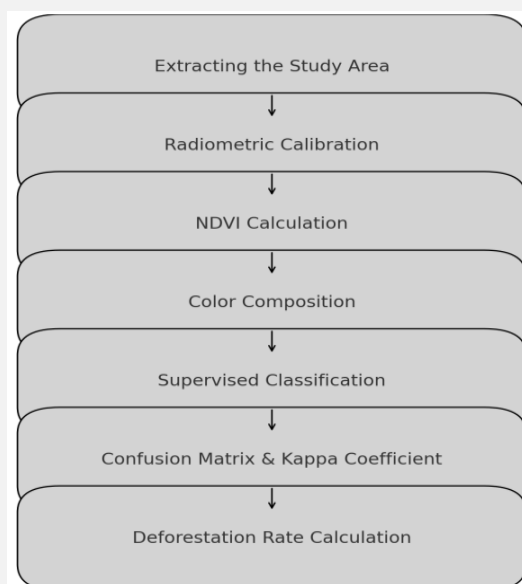 Extracting the Study Area
Radiometric Calibration
NDVI Calculation
Color Composition
Supervised Classification
Confusion Matrix & Kappa Coefficient
Deforestation Rate Calculation